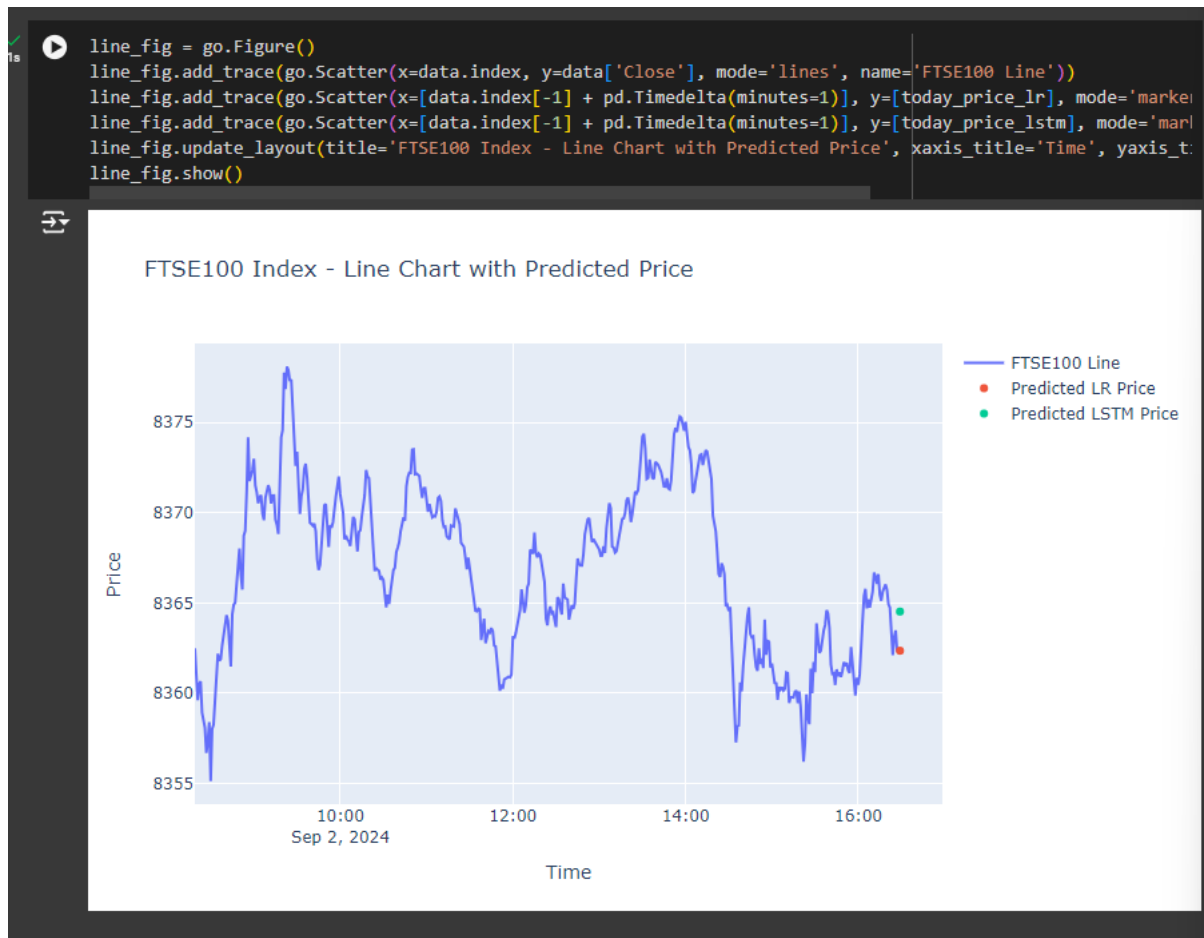 1s
line_fig = go.Figure()
line_fig.add_trace(go.Scatter(x=data.index, y=data['Close'], mode='lines', name='FTSE100 Line'))
line_fig.add_trace(go.Scatter(x=[data.index[-1] + pd.Timedelta(minutes=1)], y=[today_price_lr], mode='marker
line_fig.add_trace(go.Scatter(x=[data.index[-1] + pd.Timedelta(minutes=1)], y=[today_price_lstm], mode='mar
line_fig.update_layout(title='FTSE100 Index - Line Chart with Predicted Price', xaxis_title='Time', yaxis_t
line_fig.show()
FTSE100 Index - Line Chart with Predicted Price
FTSE100 Line
Predicted LR Price
Predicted LSTM Price
8375
8370
8365
8360
8355
Price
10:00
12:00
14:00
16:00
Sep 2, 2024
Time